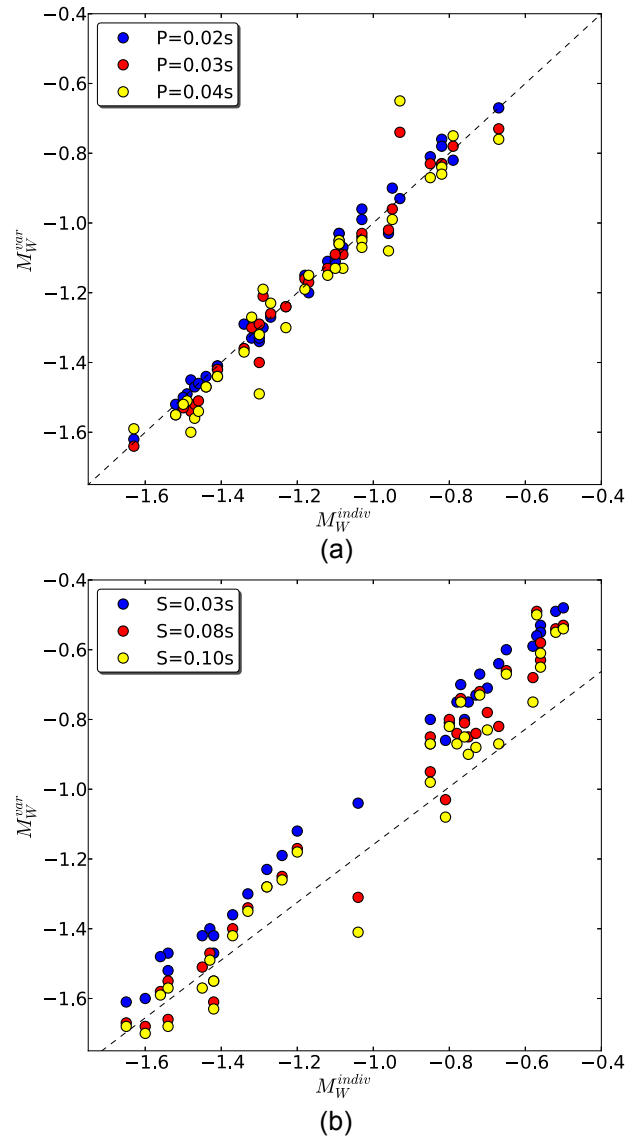 −0.4
−0.6
−0.8
−1.0
−1.2
−1.4
−1.6
P=0.02s
P=0.03s
P=0.04s
M_W^{var}
−1.6 −1.4 −1.2 −1.0 −0.8 −0.6 −0.4
M_W^{indiv}
(a)
−0.4
−0.6
−0.8
−1.0
−1.2
−1.4
−1.6
S=0.03s
S=0.08s
S=0.10s
M_W^{var}
−1.6 −1.4 −1.2 −1.0 −0.8 −0.6 −0.4
M_W^{indiv}
(b)